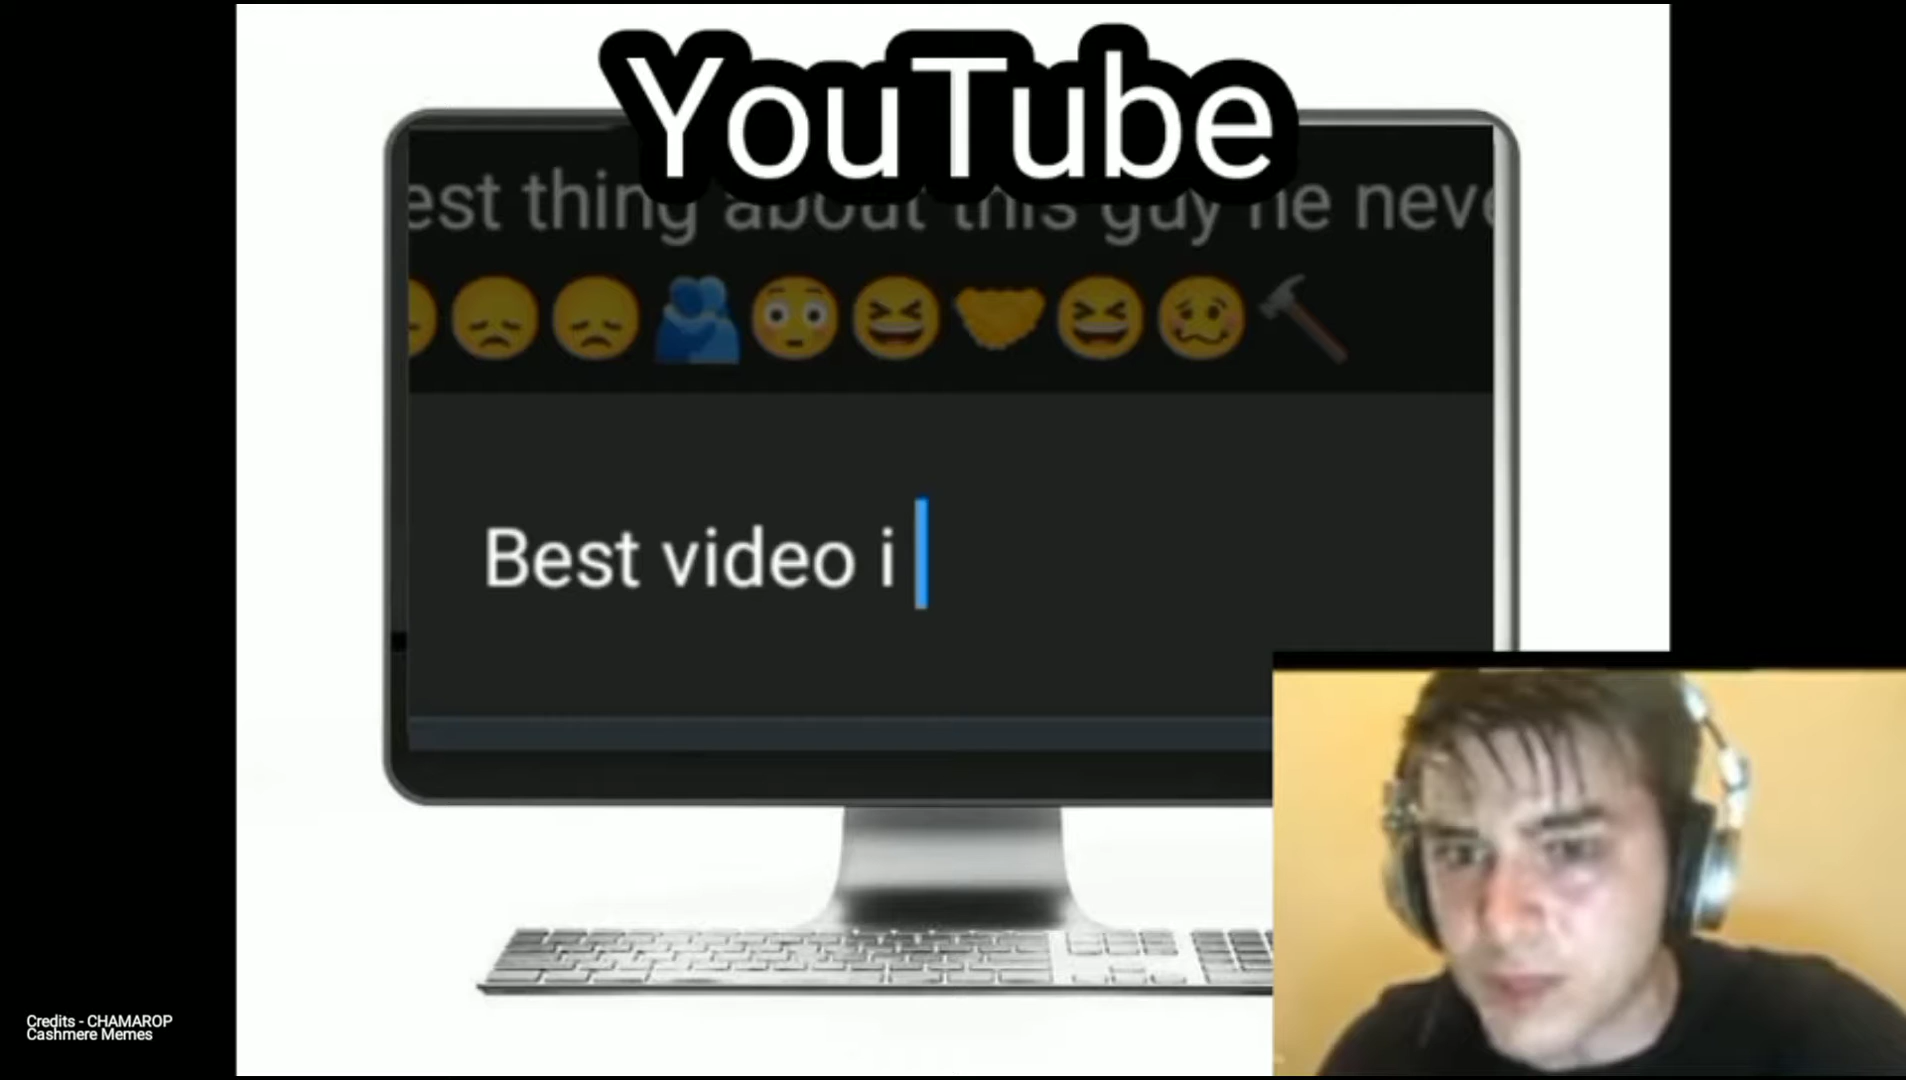 YouTube
est thing about this guy he neve
Best video i
Credits - CHAMAROP
Cashmere Memes